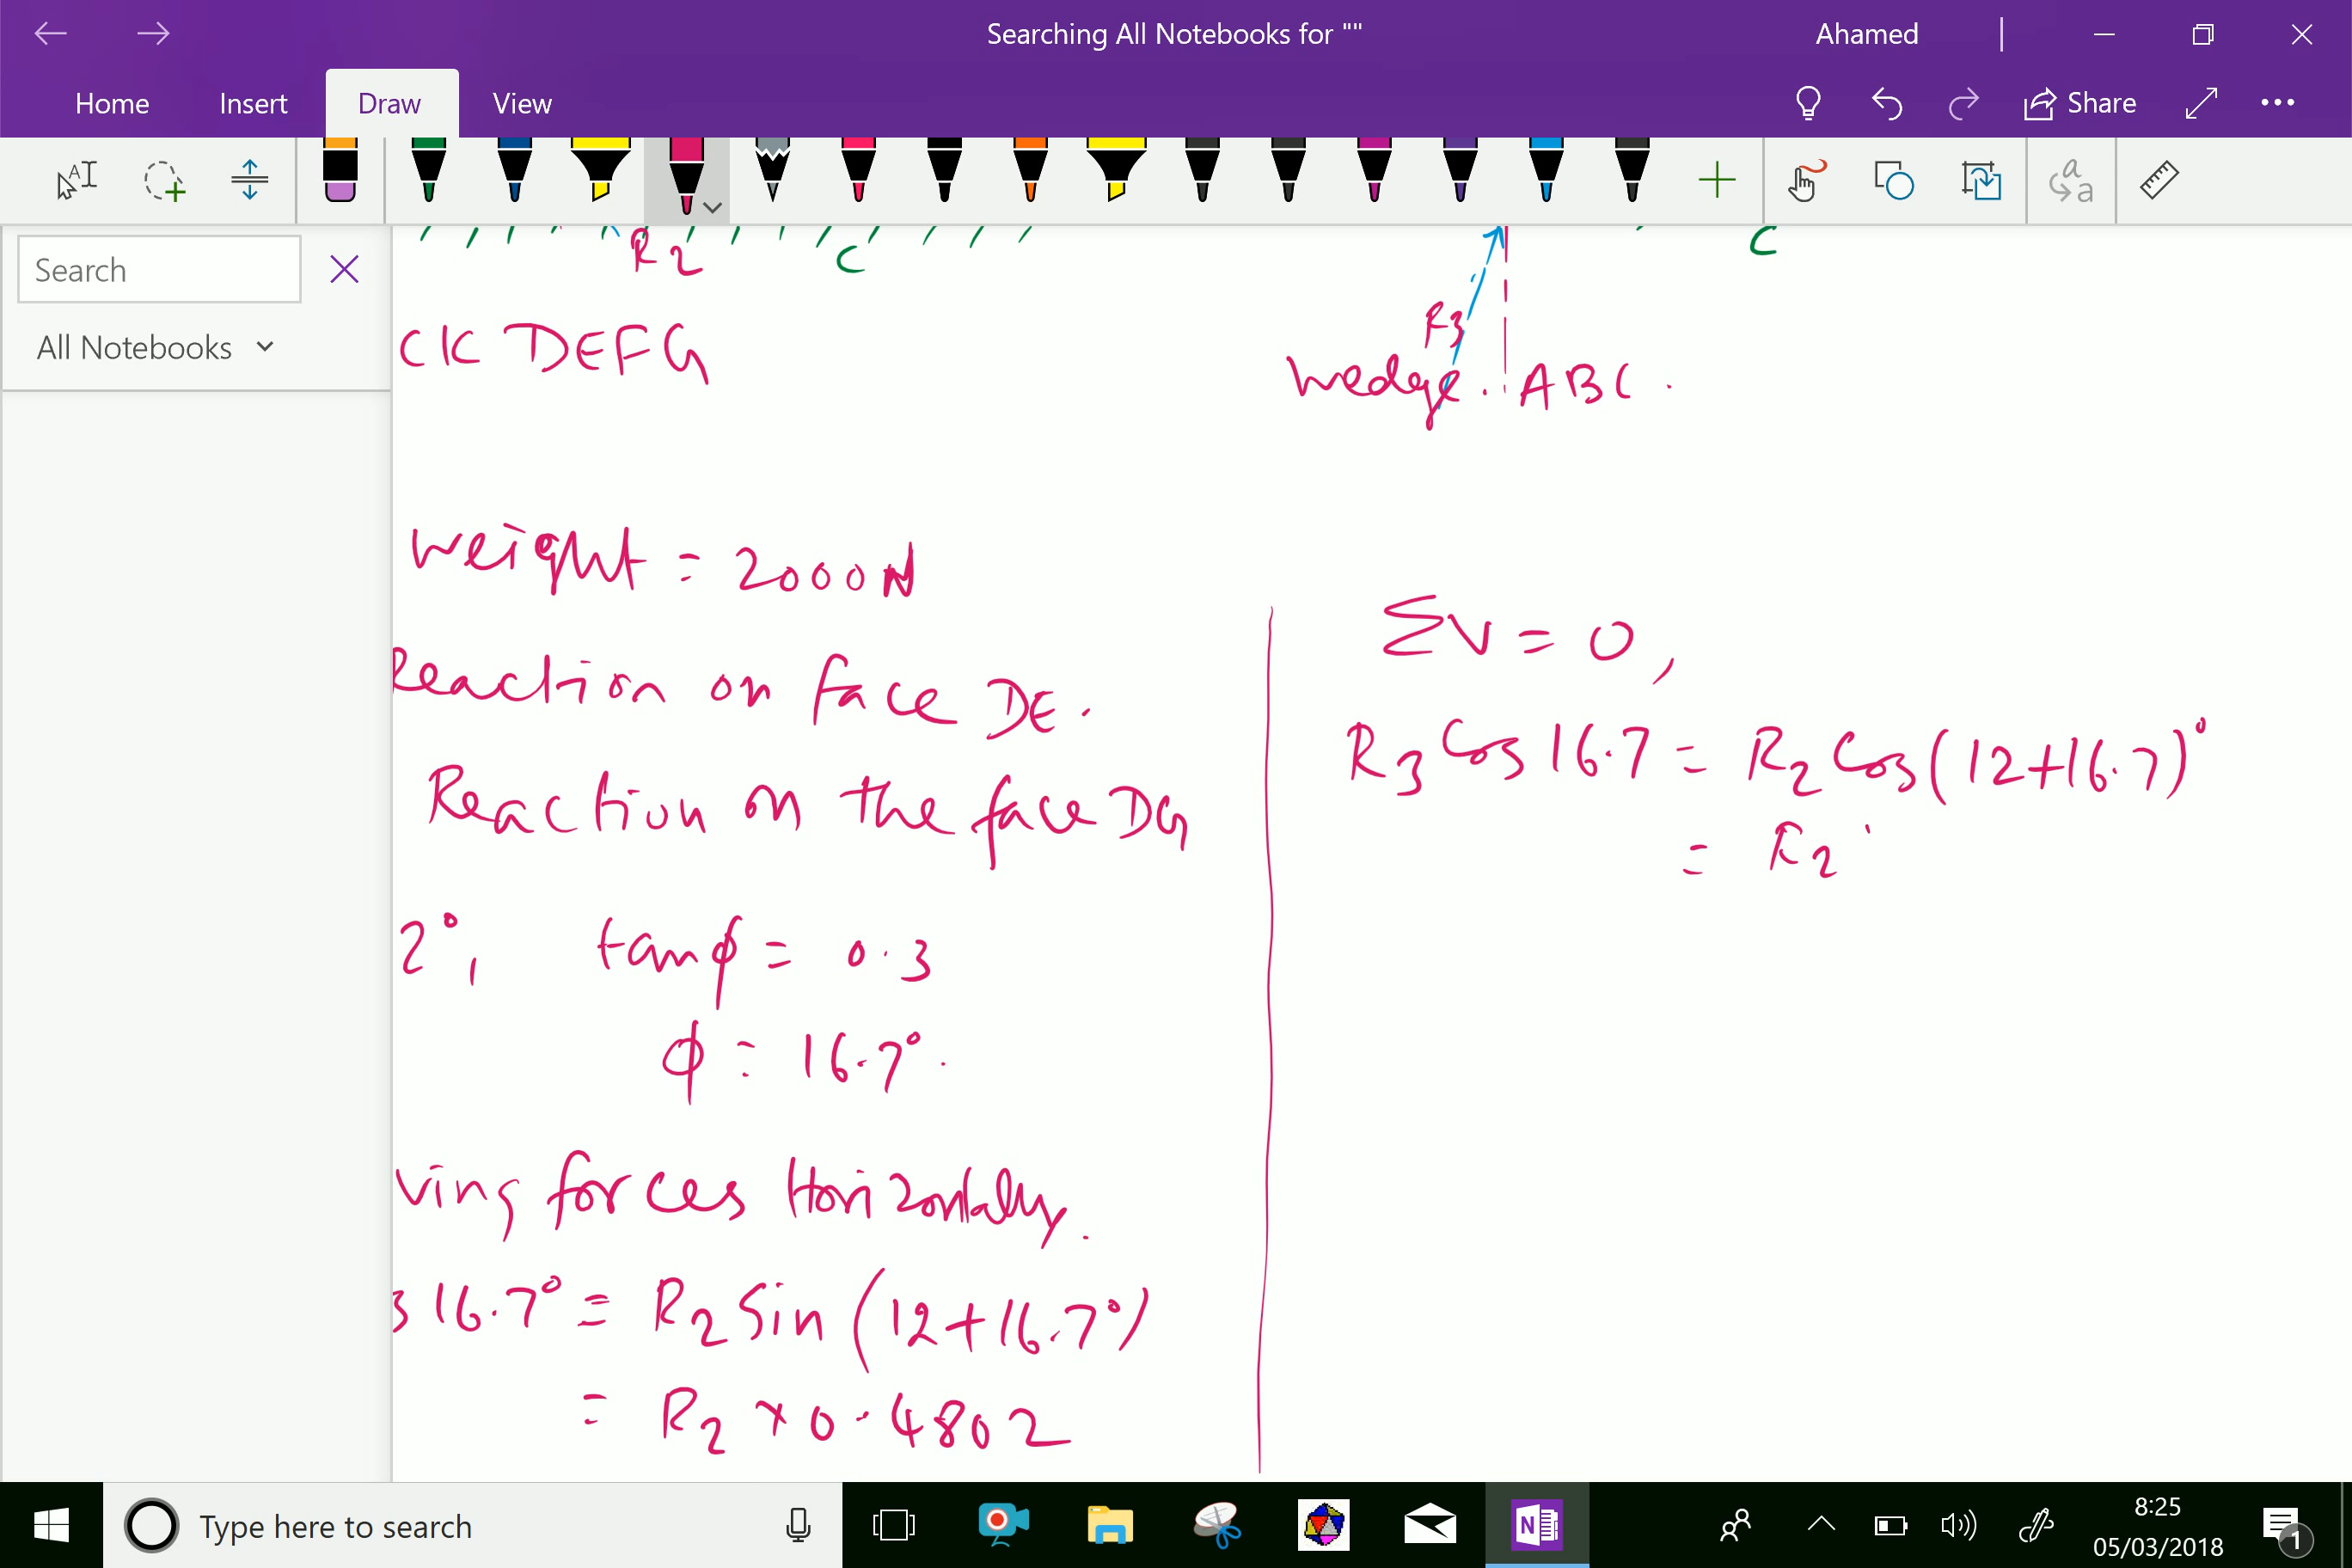 Searching All Notebooks for ""
Ahamed
Home Insert Draw View
Share
Search
All Notebooks
R2
C
C
R3
CK DEFG
wedge ABC.
weight = 2000N
Reaction on face DE.
Reaction on the face DG
2°, tanϕ = 0.3
ϕ = 16.7°.
ving forces Horizontally.
3 16.7° = R2 Sin (12+16.7°)
= R2 × 0.4802
ΣV = 0,
R3 Cos 16.7 = R2 Cos (12+16.7)°
= R2
Type here to search
8:25
05/03/2018
1